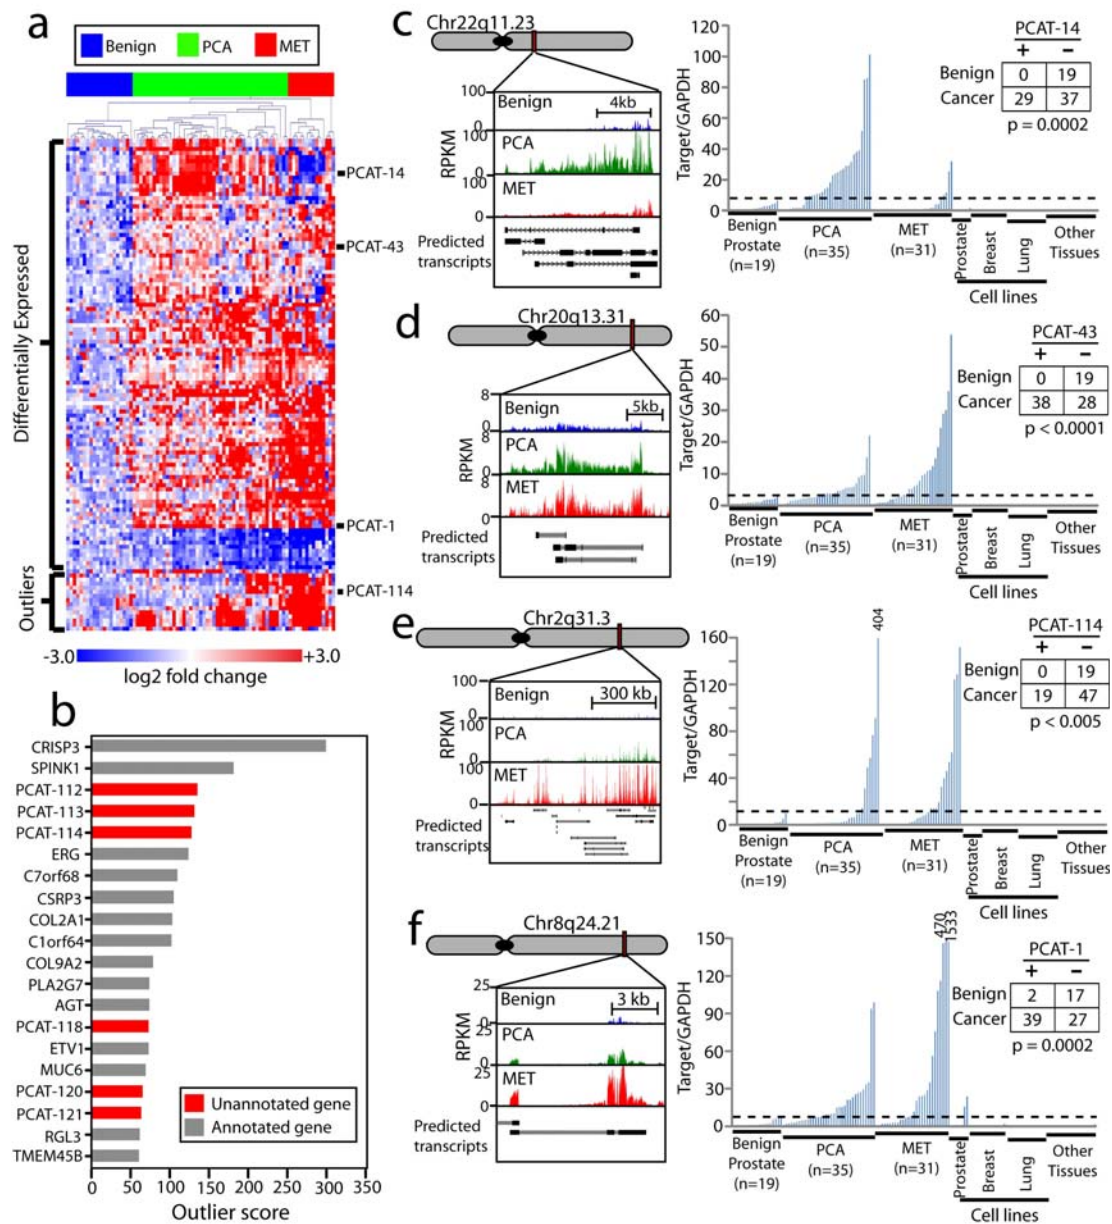 a
Benign PCA MET
Differentially Expressed
Outliers
PCAT-14
PCAT-43
PCAT-1
PCAT-114
-3.0 +3.0
log2 fold change
b
CRISP3
SPINK1
PCAT-112
PCAT-113
PCAT-114
ERG
C7orf68
CSRP3
COL2A1
C1orf64
COL9A2
PLA2G7
AGT
PCAT-118
ETV1
MUC6
PCAT-120
PCAT-121
RGL3
TMEM45B
Unannotated gene
Annotated gene
0 50 100 150 200 250 300 350
Outlier score
c
Chr22q11.23
RPKM
100
0
Benign
4kb
100
0
PCA
100
0
MET
Predicted
transcripts
Target/GAPDH
120
100
80
60
40
20
0
PCAT-14
+ −
Benign 0 19
Cancer 29 37
p = 0.0002
Benign
Prostate
(n=19)
PCA
(n=35)
MET
(n=31)
Prostate
Breast
Lung
Other
Tissues
Cell lines
d
Chr20q13.31
RPKM
8
0
Benign
5kb
8
0
PCA
8
0
MET
Predicted
transcripts
Target/GAPDH
60
50
40
30
20
10
0
PCAT-43
+ −
Benign 0 19
Cancer 38 28
p < 0.0001
Benign
Prostate
(n=19)
PCA
(n=35)
MET
(n=31)
Prostate
Breast
Lung
Other
Tissues
Cell lines
e
Chr2q31.3
RPKM
100
0
Benign
300 kb
100
0
PCA
100
0
MET
Predicted
transcripts
Target/GAPDH
160
120
80
40
0
404
PCAT-114
+ −
Benign 0 19
Cancer 19 47
p < 0.005
Benign
Prostate
(n=19)
PCA
(n=35)
MET
(n=31)
Prostate
Breast
Lung
Other
Tissues
Cell lines
f
Chr8q24.21
RPKM
25
0
Benign
3 kb
25
0
PCA
25
0
MET
Predicted
transcripts
Target/GAPDH
150
120
90
60
30
0
470
1533
PCAT-1
+ −
Benign 2 17
Cancer 39 27
p = 0.0002
Benign
Prostate
(n=19)
PCA
(n=35)
MET
(n=31)
Prostate
Breast
Lung
Other
Tissues
Cell lines